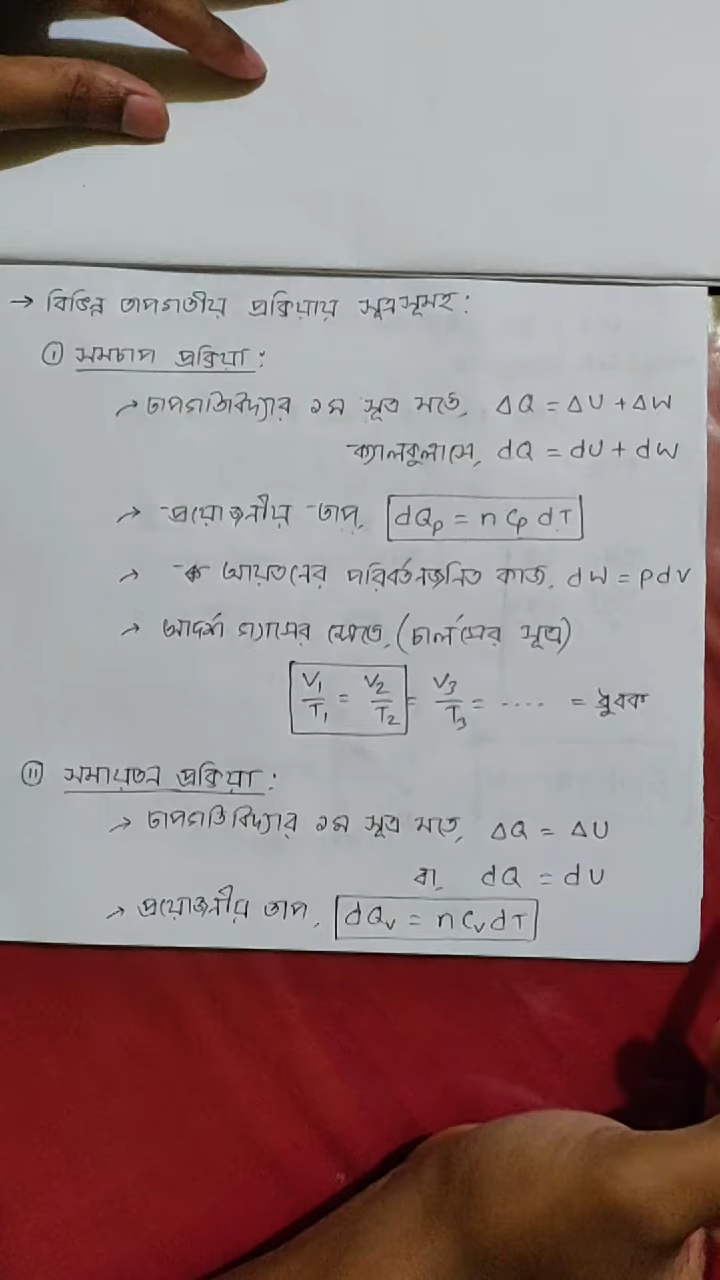 → বিভিন্ন তাপগতীয় প্রক্রিয়ায় সূত্রসমূহ :
(i) সমচাপ প্রক্রিয়া :
→ তাপগতিবিদ্যার ১ম সূত্র মতে, ΔQ = ΔU + ΔW
ক্যালকুলাসে, dQ = dU + dW
→ প্রয়োজনীয় তাপ, dQp = n Cp dT
→ আয়তনের পরিবর্তনজনিত কাজ, dW = PdV
→ আদর্শ গ্যাসের ক্ষেত্রে, (চার্লসের সূত্র)
V₁/T₁ = V₂/T₂ = V₃/T₃ = ..... = ধ্রুবক
(ii) সমআয়তন প্রক্রিয়া :
→ তাপগতিবিদ্যার ১ম সূত্র মতে, ΔQ = ΔU
বা, dQ = dU
→ প্রয়োজনীয় তাপ, dQv = n Cv dT